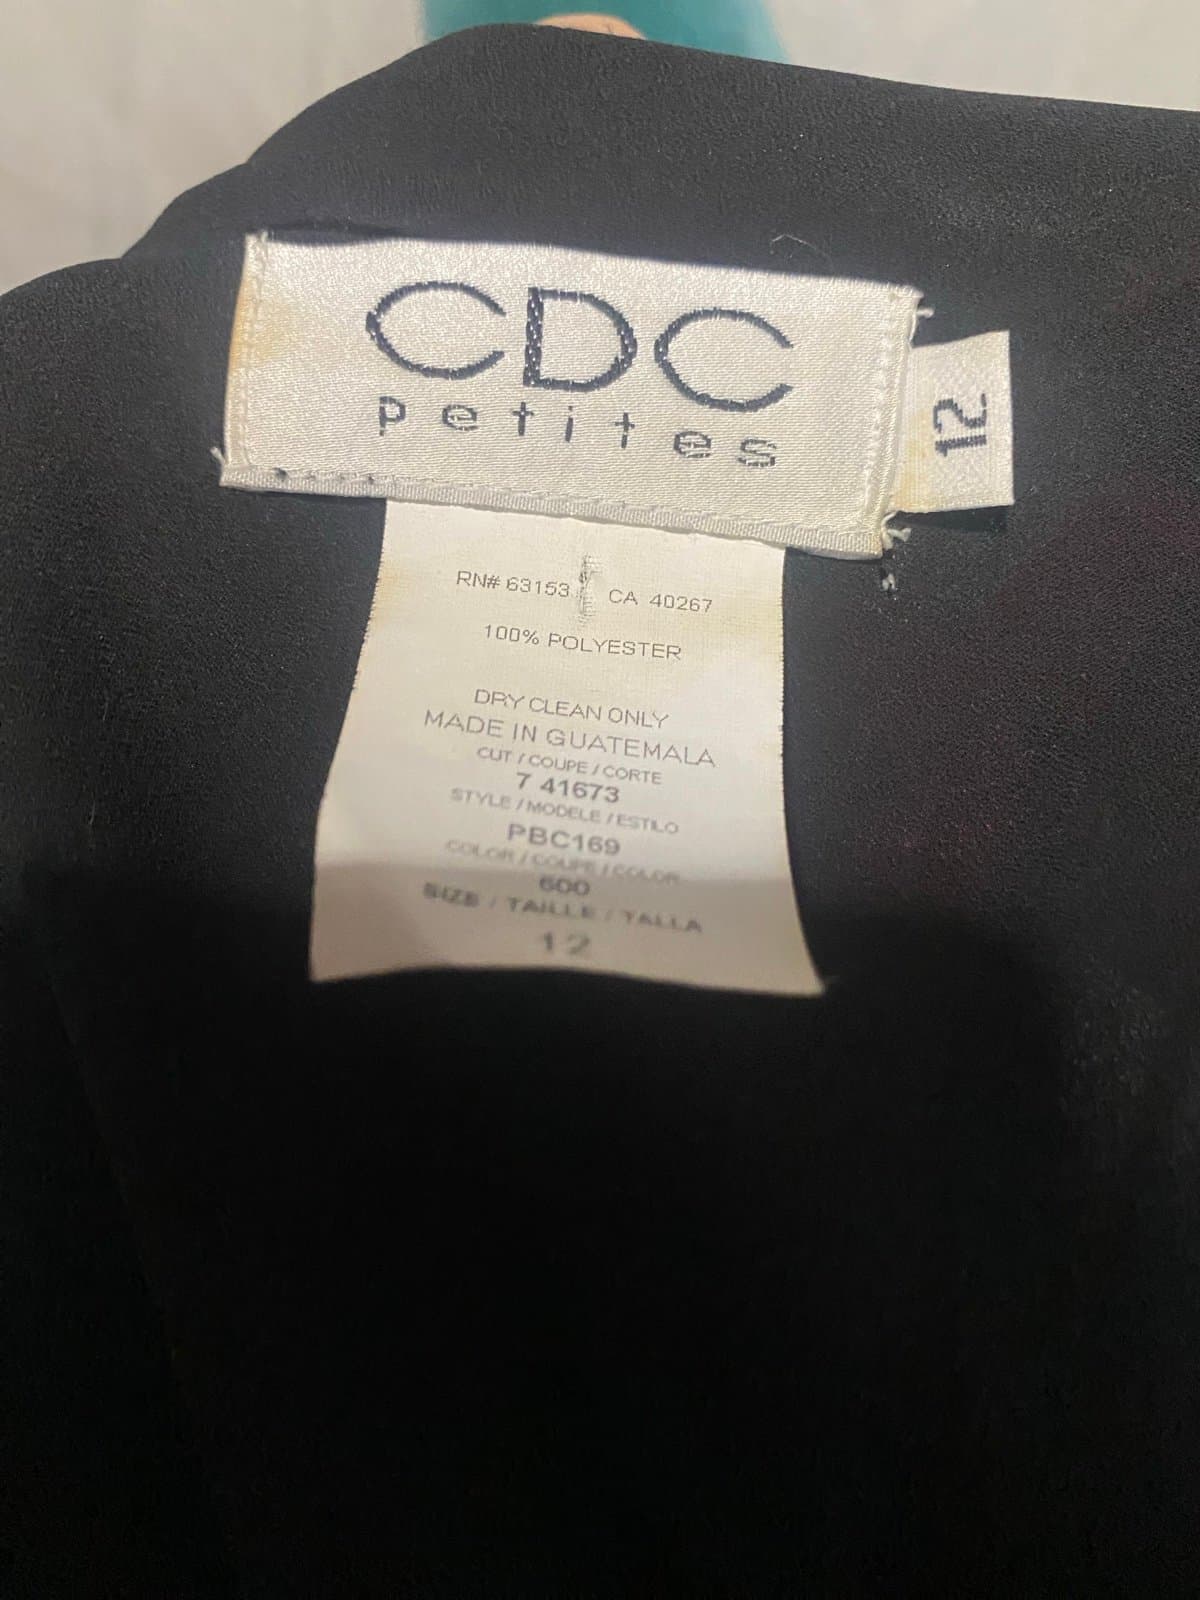 CDC
petites
12
RN# 63153 CA 40267
100% POLYESTER
DRY CLEAN ONLY
MADE IN GUATEMALA
CUT / COUPE / CORTE
7 41673
STYLE / MODELE / ESTILO
PBC169
COLOR / COUPE / COLOR
600
SIZE / TAILLE / TALLA
12